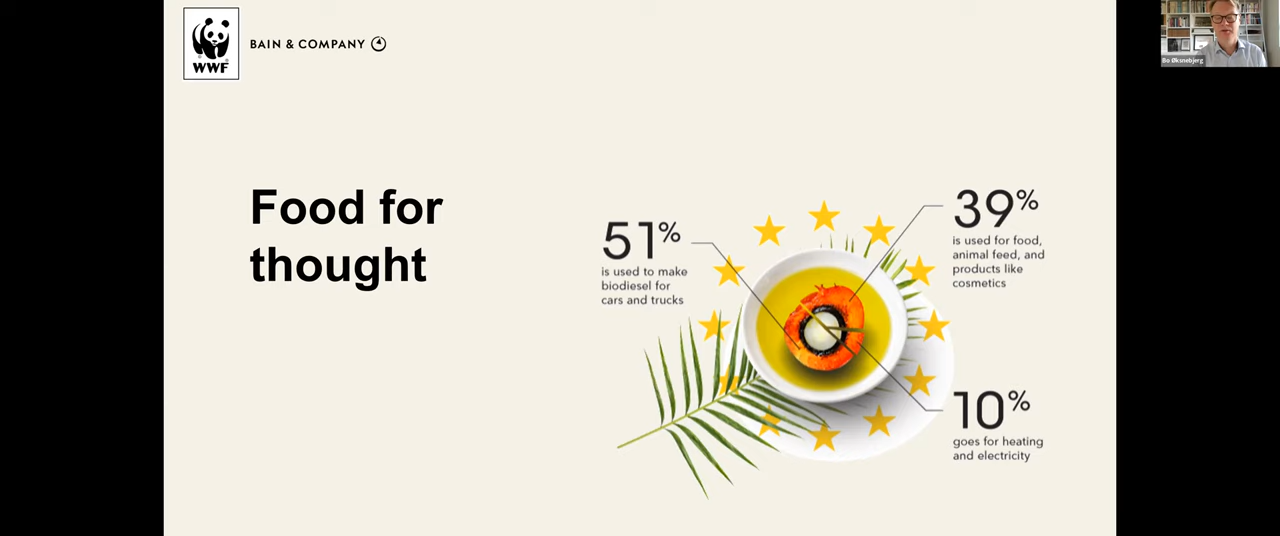 WWF
BAIN & COMPANY
Bo Øksnebjerg
Food for
thought
51%
is used to make
biodiesel for
cars and trucks
39%
is used for food,
animal feed, and
products like
cosmetics
10%
goes for heating
and electricity